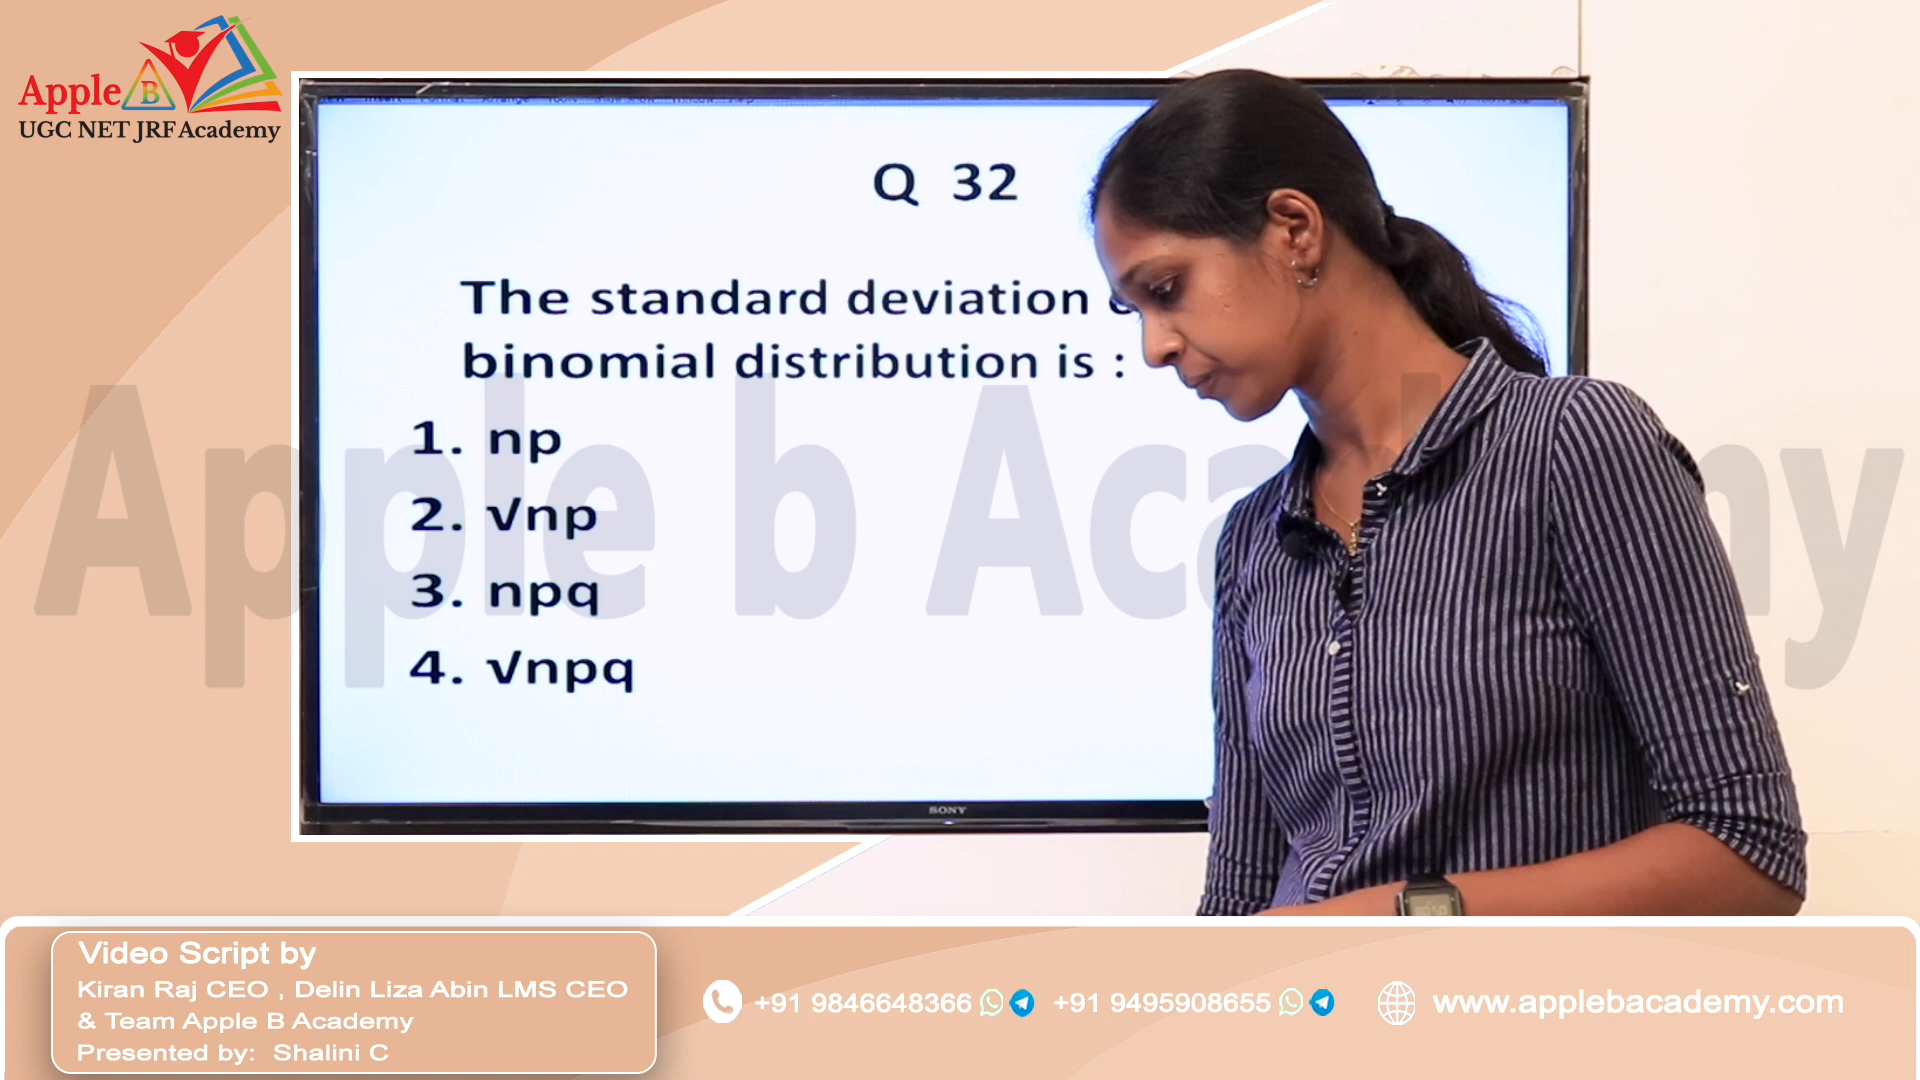 Apple B
UGC NET JRF Academy
Q 32
The standard deviation
binomial distribution is :
1. np
2. √np
3. npq
4. √npq
SONY
Apple b Academy
Video Script by
Kiran Raj CEO , Delin Liza Abin LMS CEO
& Team Apple B Academy
Presented by: Shalini C
+91 9846648366
+91 9495908655
www.applebacademy.com